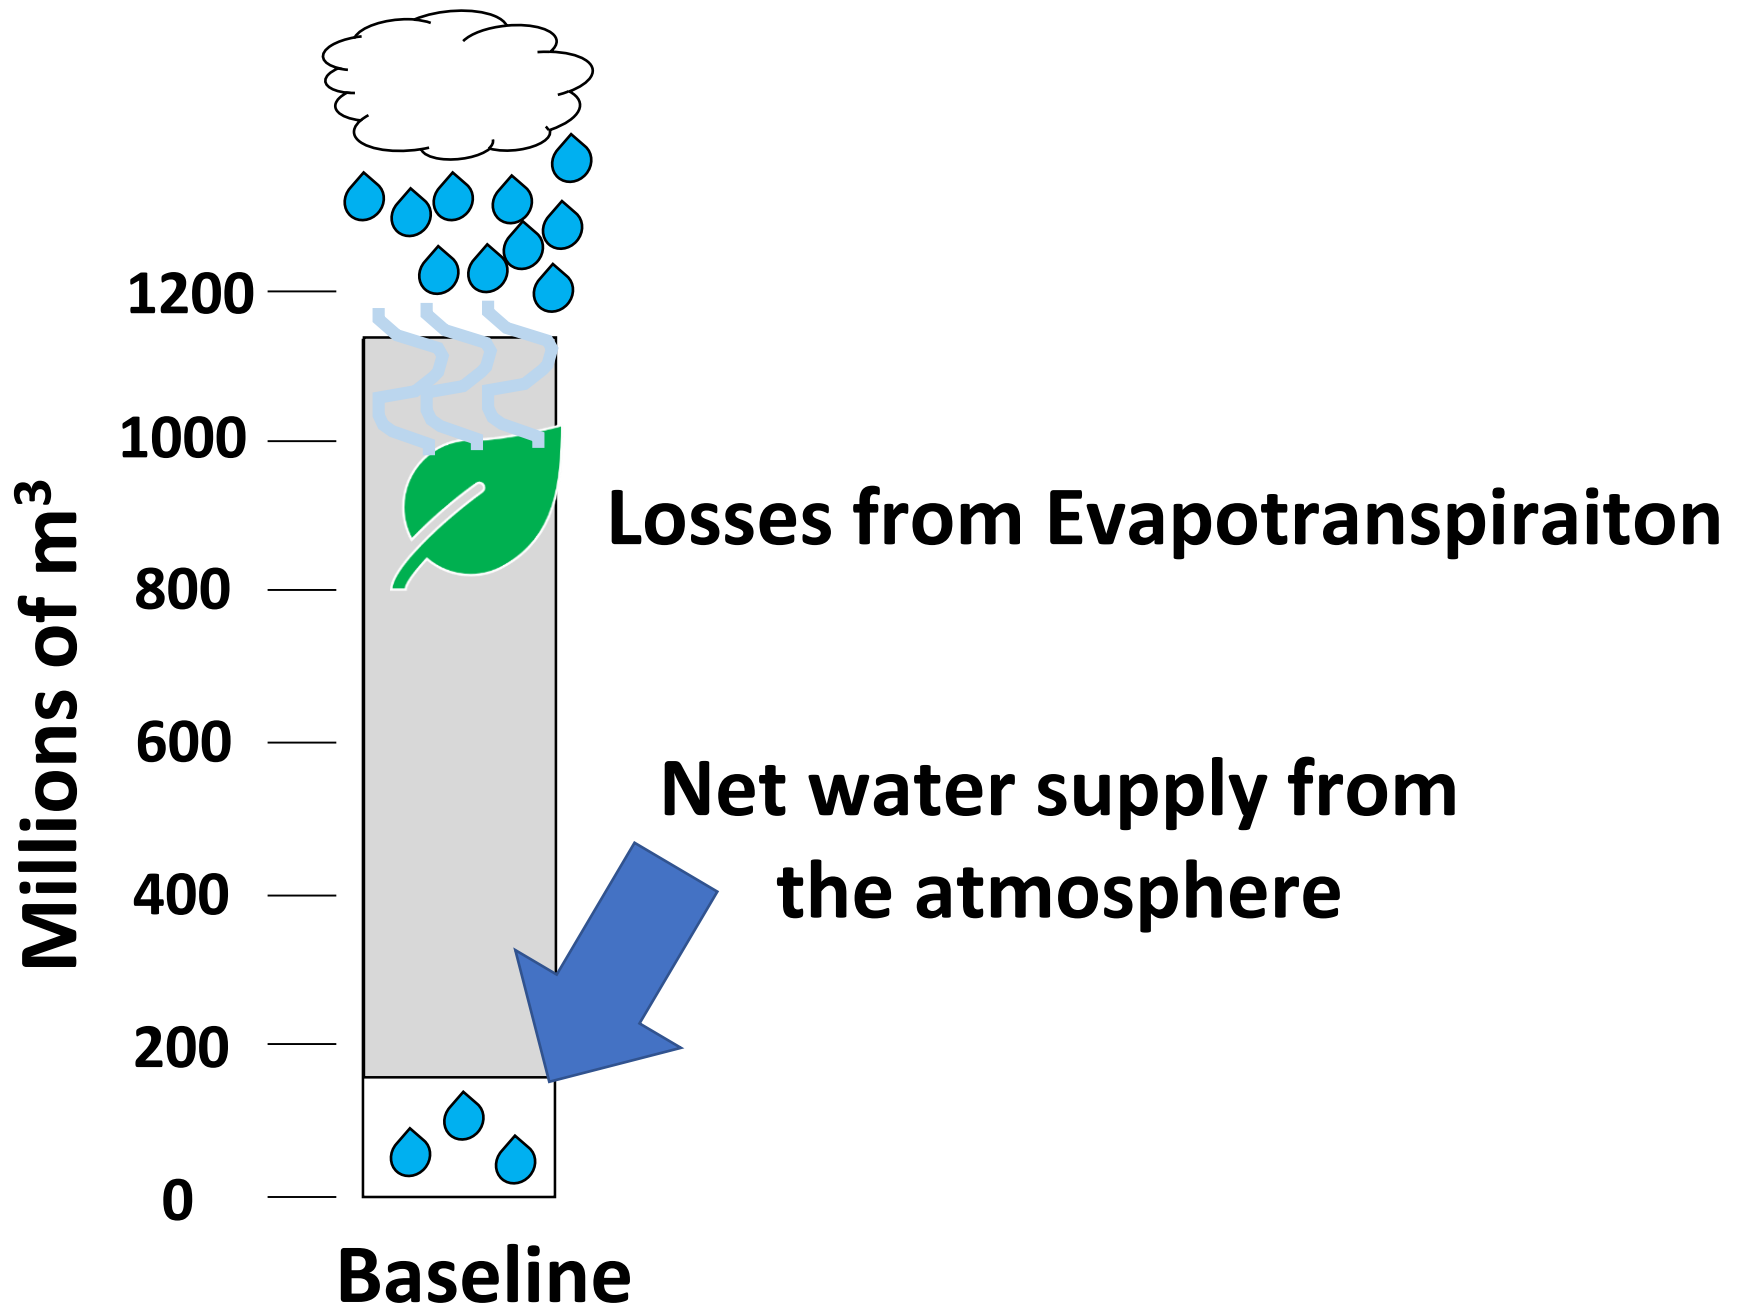 1200
1000
800
600
400
200
0
Millions of m³
Losses from Evapotranspiraiton
Net water supply from
the atmosphere
Baseline